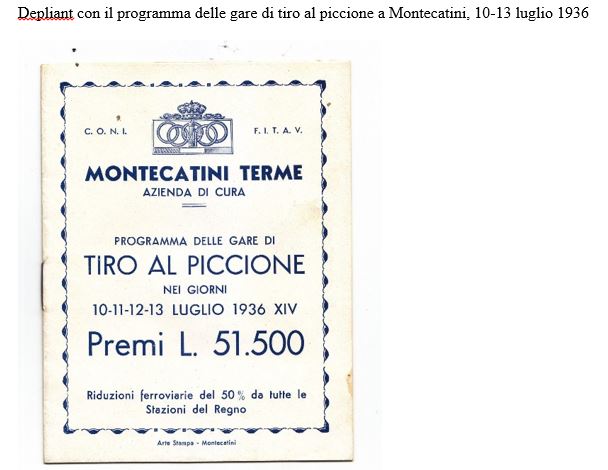 Depliant con il programma delle gare di tiro al piccione a Montecatini, 10-13 luglio 1936
C. O. N. I.
F. I. T. A. V.
MONTECATINI TERME
AZIENDA DI CURA
PROGRAMMA DELLE GARE DI
TIRO AL PICCIONE
NEI GIORNI
10-11-12-13 LUGLIO 1936 XIV
Premi L. 51.500
Riduzioni ferroviarie del 50% da tutte le
Stazioni del Regno
Arte Stampa - Montecatini